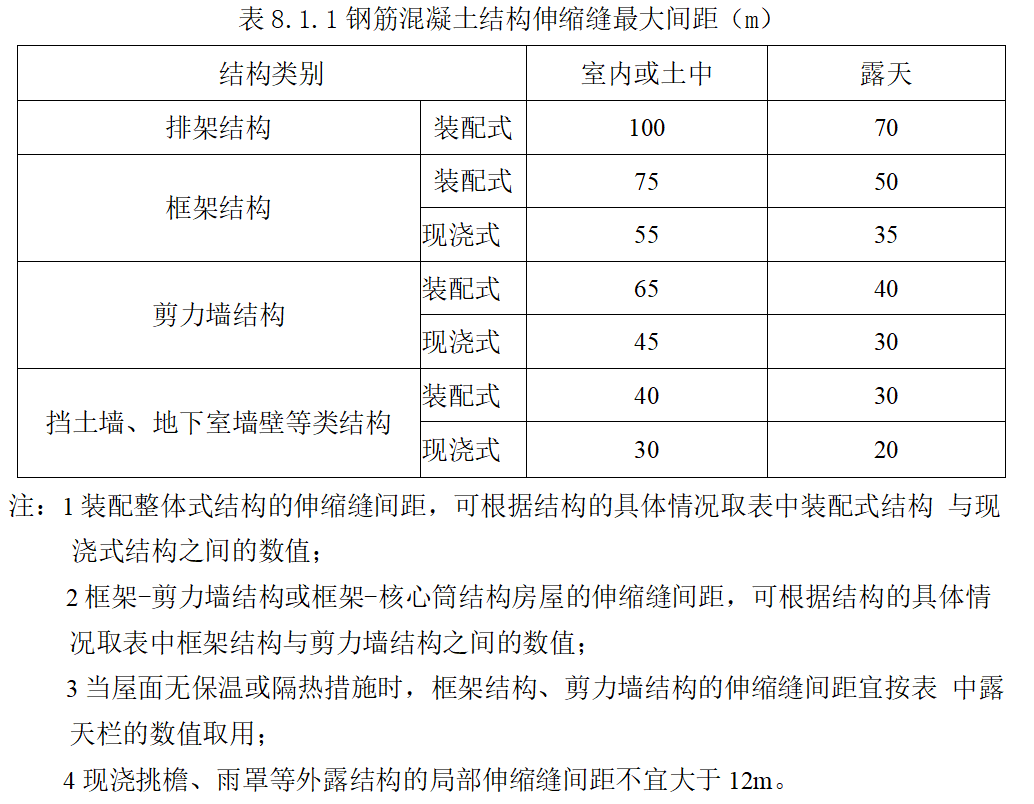 表 8.1.1 钢筋混凝土结构伸缩缝最大间距（m）
结构类别 室内或土中 露天
排架结构 装配式 100 70
框架结构 装配式 75 50
现浇式 55 35
剪力墙结构 装配式 65 40
现浇式 45 30
挡土墙、地下室墙壁等类结构 装配式 40 30
现浇式 30 20
注：1 装配整体式结构的伸缩缝间距，可根据结构的具体情况取表中装配式结构 与现
浇式结构之间的数值；
2 框架-剪力墙结构或框架-核心筒结构房屋的伸缩缝间距，可根据结构的具体情
况取表中框架结构与剪力墙结构之间的数值；
3 当屋面无保温或隔热措施时，框架结构、剪力墙结构的伸缩缝间距宜按表 中露
天栏的数值取用；
4 现浇挑檐、雨罩等外露结构的局部伸缩缝间距不宜大于 12m。